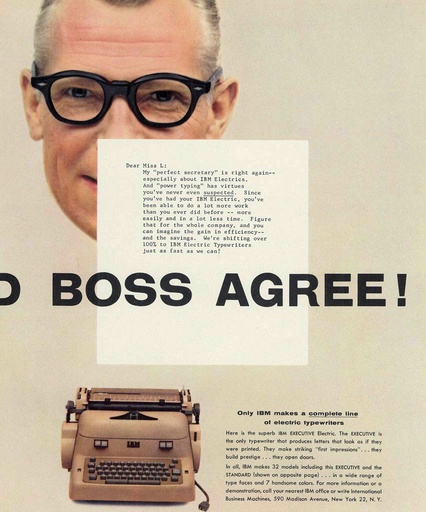 Dear Miss L:
My "perfect secretary" is right again--
especially about IBM Electrics.
And "power typing" has virtues
you've never even suspected. Since
you've had your IBM Electric, you've
been able to do a lot more work
than you ever did before -- more
easily and in a lot less time. Figure
that for the whole company, and you
can imagine the gain in efficiency--
and the savings. We're shifting over
100% to IBM Electric Typewriters
just as fast as we can!
D BOSS AGREE!
Only IBM makes a complete line
of electric typewriters
Here is the superb IBM EXECUTIVE Electric. The EXECUTIVE is
the only typewriter that produces letters that look as if they
were printed. They make striking "first impressions" . . . they
build prestige . . . they open doors.
In all, IBM makes 32 models including this EXECUTIVE and the
STANDARD (shown on opposite page) . . . in a wide range of
type faces and 7 handsome colors. For more information or a
demonstration, call your nearest IBM office or write International
Business Machines, 590 Madison Avenue, New York 22, N. Y.